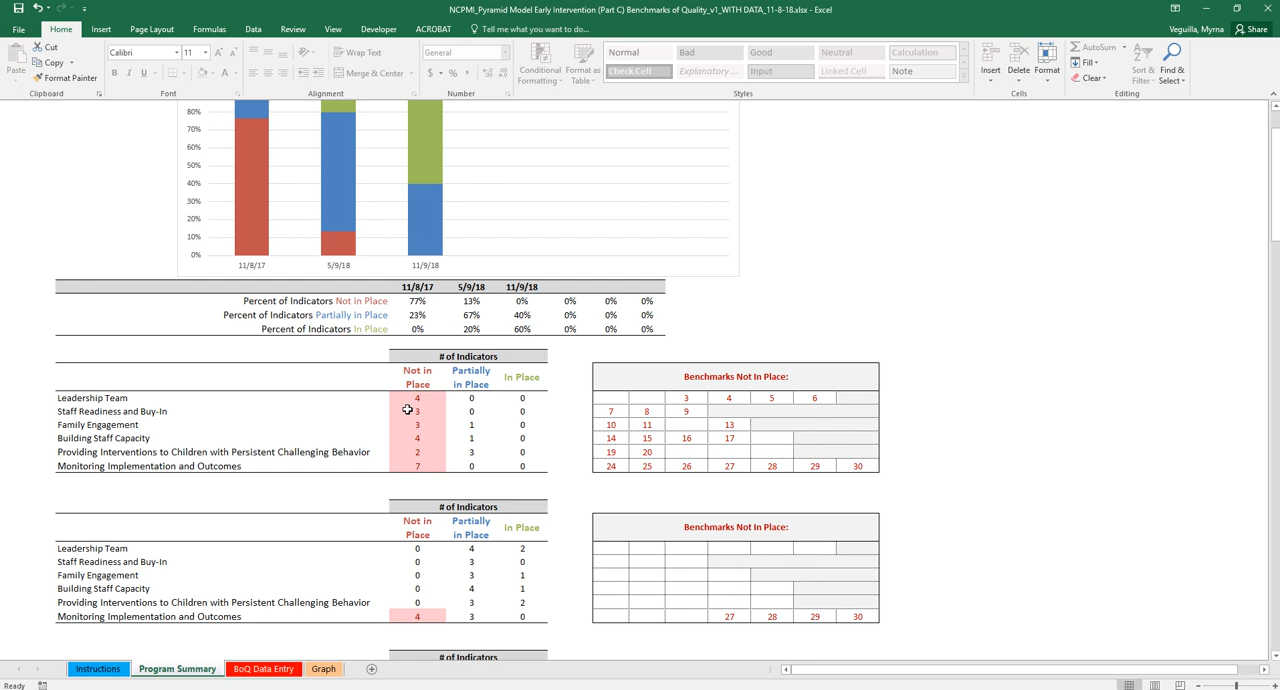 NCPMI_Pyramid Model Early Intervention (Part C) Benchmarks of Quality_v1_WITH DATA_11-8-18.xlsx - Excel
File Home Insert Page Layout Formulas Data Review View Developer ACROBAT Tell me what you want to do... Veguilla, Myrna Share
Paste Cut Copy Format Painter
Calibri 11 Wrap Text General
B I U Merge & Center $ % ,
Conditional Formatting Format as Table
Normal Bad Good Neutral Calculation
Check Cell Explanatory ... Input Linked Cell Note
Insert Delete Format
AutoSum Fill Clear Sort & Filter Find & Select
Clipboard Font Alignment Number Styles Cells Editing
80%
70%
60%
50%
40%
30%
20%
10%
0%
11/8/17 5/9/18 11/9/18
11/8/17 5/9/18 11/9/18
Percent of Indicators Not in Place 77% 13% 0% 0% 0% 0%
Percent of Indicators Partially in Place 23% 67% 40% 0% 0% 0%
Percent of Indicators In Place 0% 20% 60% 0% 0% 0%
# of Indicators
Not in Place Partially in Place In Place Benchmarks Not In Place:
Leadership Team 4 0 0 3 4 5 6
Staff Readiness and Buy-In 3 0 0 7 8 9
Family Engagement 3 1 0 10 11 13
Building Staff Capacity 4 1 0 14 15 16 17
Providing Interventions to Children with Persistent Challenging Behavior 2 3 0 19 20
Monitoring Implementation and Outcomes 7 0 0 24 25 26 27 28 29 30
# of Indicators
Not in Place Partially in Place In Place Benchmarks Not In Place:
Leadership Team 0 4 2
Staff Readiness and Buy-In 0 3 0
Family Engagement 0 3 1
Building Staff Capacity 0 4 1
Providing Interventions to Children with Persistent Challenging Behavior 0 3 2
Monitoring Implementation and Outcomes 4 3 0 27 28 29 30
# of Indicators
Instructions Program Summary BoQ Data Entry Graph
Ready